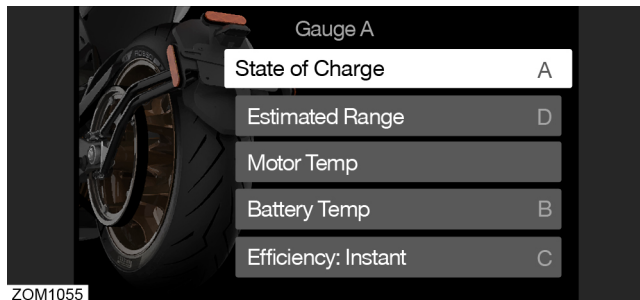 Gauge A
State of Charge A
Estimated Range D
Motor Temp
Battery Temp B
Efficiency: Instant C
ZOM1055